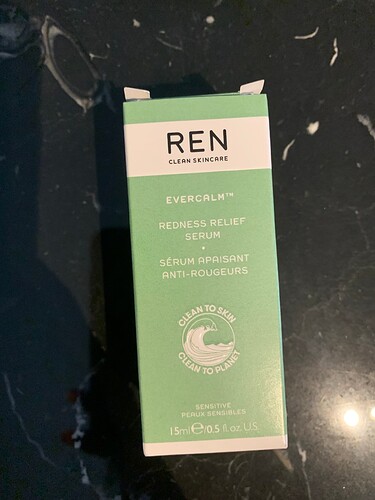 REN
CLEAN SKINCARE
EVERCALM™
REDNESS RELIEF
SERUM
•
SÉRUM APAISANT
ANTI-ROUGEURS
CLEAN TO SKIN
CLEAN TO PLANET
SENSITIVE
PEAUX SENSIBLES
15ml ℮/0.5 fl. oz. U.S.